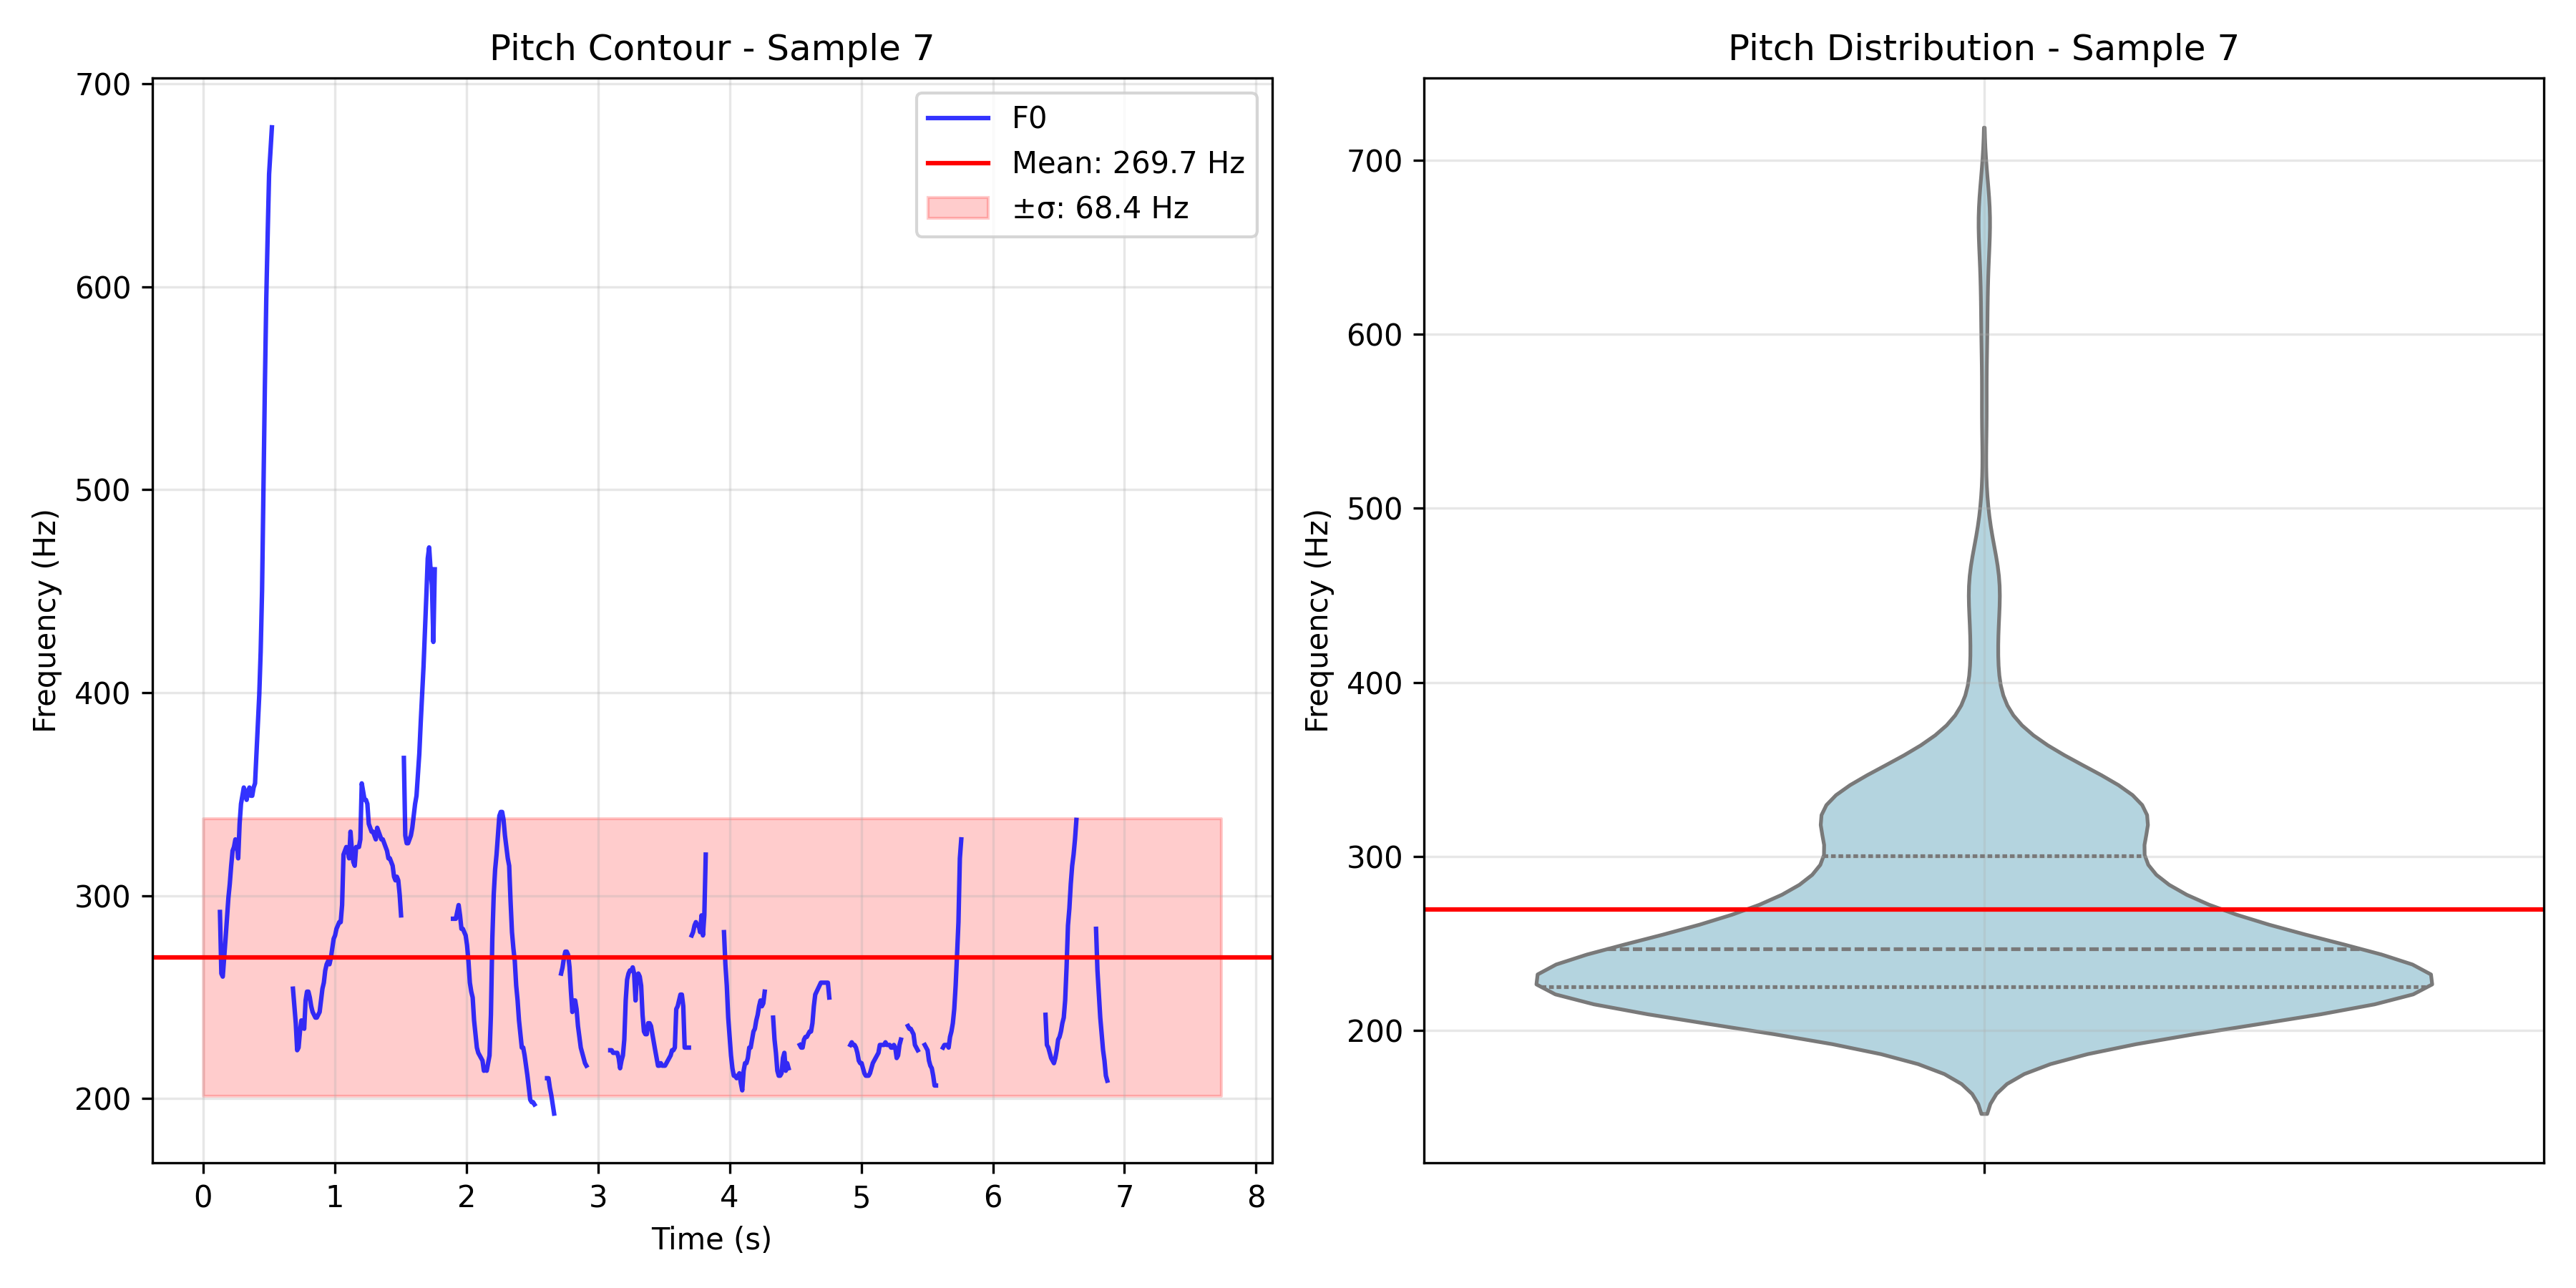 Pitch Contour - Sample 7
700
600
500
400
300
200
Frequency (Hz)
0 1 2 3 4 5 6 7 8
Time (s)
F0
Mean: 269.7 Hz
±σ: 68.4 Hz
Pitch Distribution - Sample 7
700
600
500
400
300
200
Frequency (Hz)